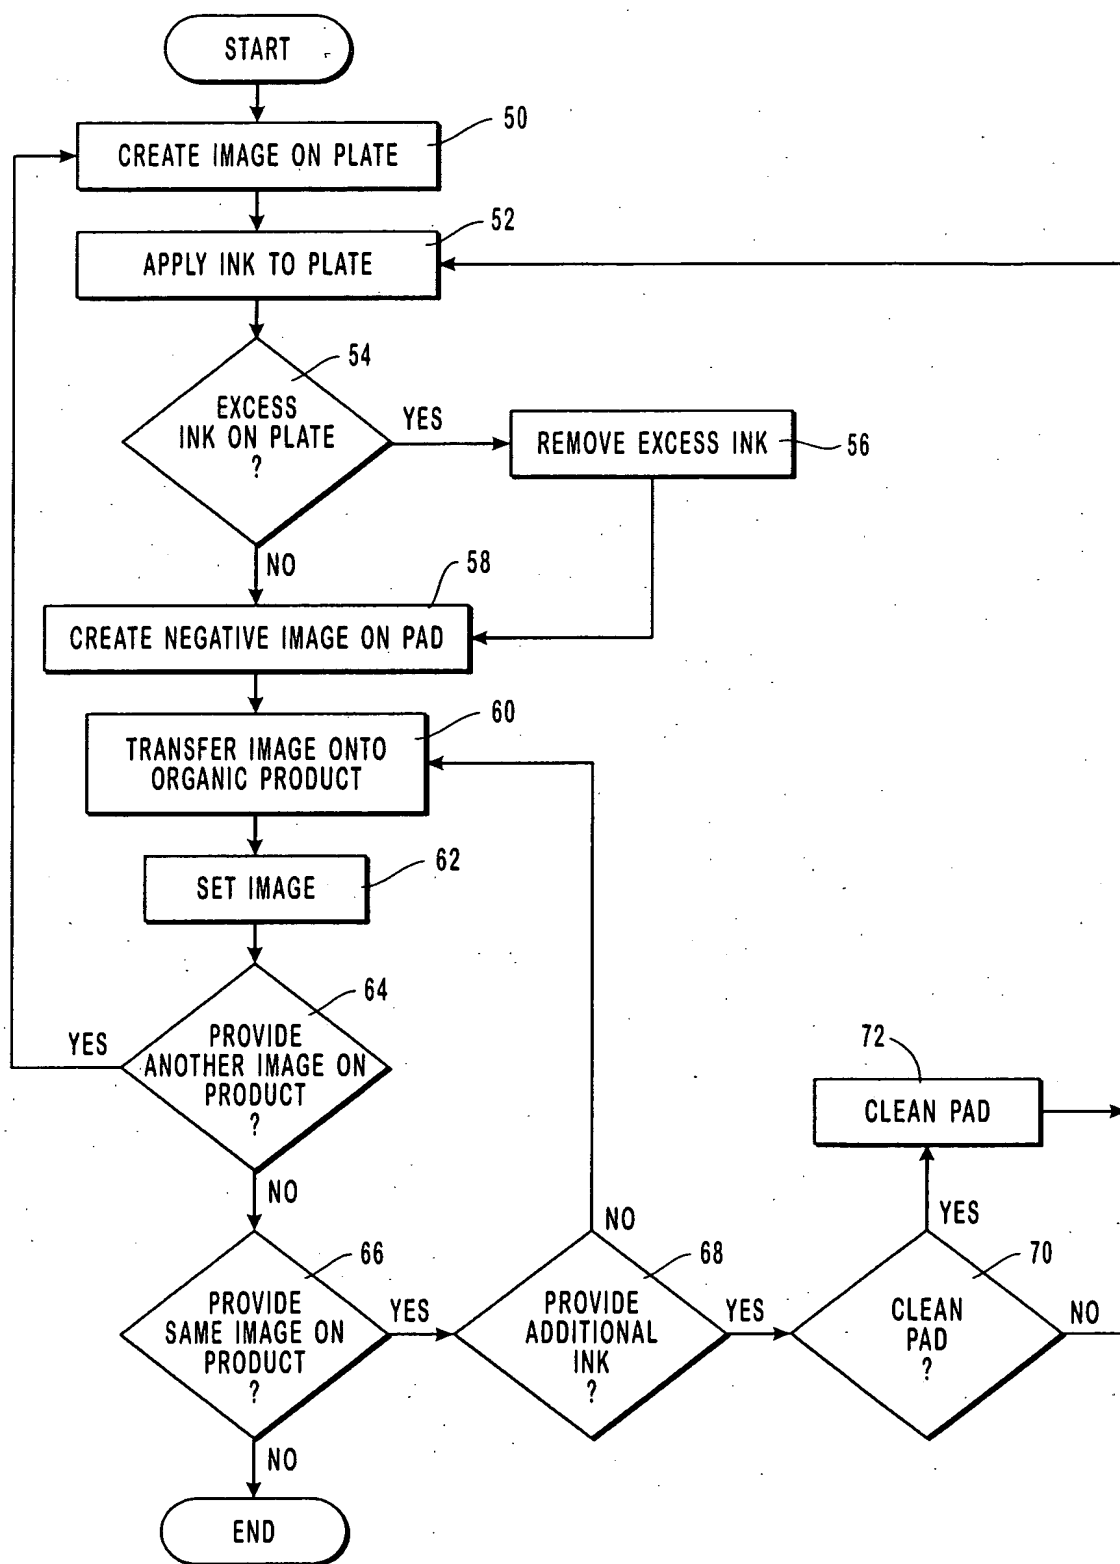 START
50
CREATE IMAGE ON PLATE
52
APPLY INK TO PLATE
54
EXCESS
INK ON PLATE
?
YES
REMOVE EXCESS INK
56
NO
58
CREATE NEGATIVE IMAGE ON PAD
60
TRANSFER IMAGE ONTO
ORGANIC PRODUCT
62
SET IMAGE
64
YES
PROVIDE
ANOTHER IMAGE ON
PRODUCT
?
NO
72
CLEAN PAD
66
PROVIDE
SAME IMAGE ON
PRODUCT
?
YES
NO
68
PROVIDE
ADDITIONAL
INK
?
YES
YES
70
CLEAN
PAD
?
NO
NO
END